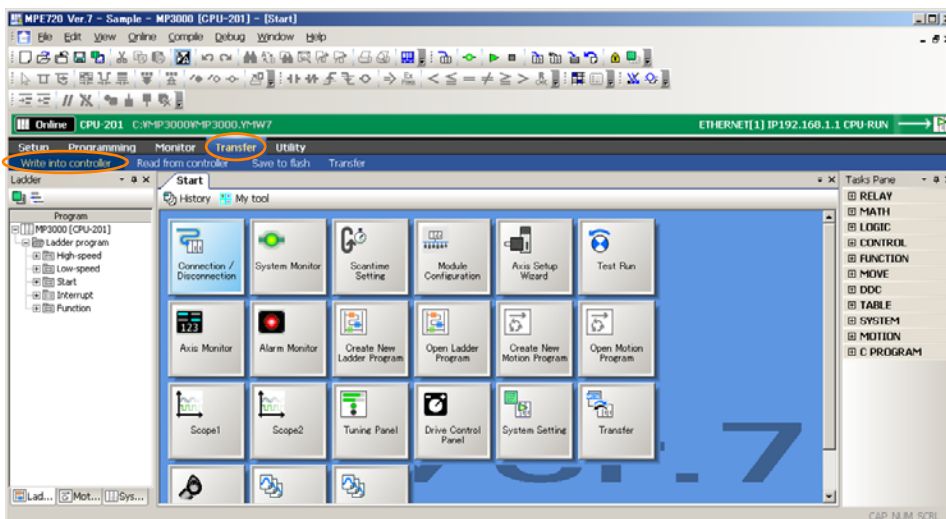 MPE720 Ver.7 - Sample - MP3000 [CPU-201] - [Start]
File Edit View Online Compile Debug Window Help
Online CPU-201 C:¥MP3000¥MP3000.YMW7 ETHERNET[1] IP192.168.1.1 CPU-RUN
Setup Programming Monitor Transfer Utility
Write into controller Read from controller Save to flash Transfer
Ladder
Start
Tasks Pane
History My tool
Program
MP3000 [CPU-201]
Ladder program
High-speed
Low-speed
Start
Interrupt
Function
Connection /
Disconnection
System Monitor
Scantime
Setting
Module
Configuration
Axis Setup
Wizard
Test Run
123
Axis Monitor
Alarm Monitor
Create New
Ladder Program
Open Ladder
Program
Create New
Motion Program
Open Motion
Program
Scope1
Scope2
Tuning Panel
Drive Control
Panel
System Setting
Transfer
Ver.7
RELAY
MATH
LOGIC
CONTROL
FUNCTION
MOVE
DDC
TABLE
SYSTEM
MOTION
C PROGRAM
Lad... Mot... Sys...
CAP NUM SCRL